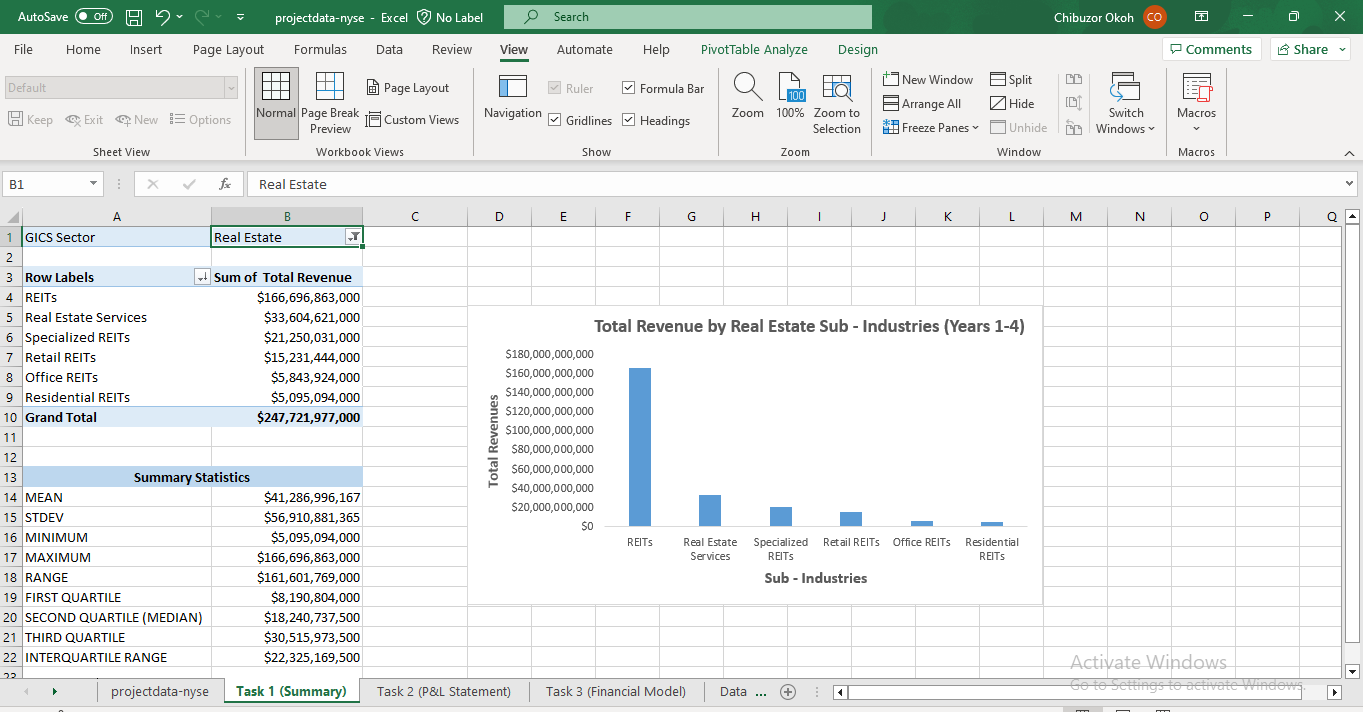 AutoSave Off projectdata-nyse - Excel No Label Search Chibuzor Okoh CO
File Home Insert Page Layout Formulas Data Review View Automate Help PivotTable Analyze Design Comments Share
Default
Keep Exit New Options
Sheet View
Normal Page Break Preview Page Layout Custom Views
Workbook Views
Navigation Ruler Formula Bar
Gridlines Headings
Show
Zoom 100 100% Zoom to Selection
Zoom
New Window Split
Arrange All Hide
Freeze Panes Unhide
Switch Windows
Window
Macros
Macros
B1 fx Real Estate
A B C D E F G H I J K L M N O P Q
1 GICS Sector Real Estate
2
3 Row Labels Sum of Total Revenue
4 REITs $166,696,863,000
5 Real Estate Services $33,604,621,000
6 Specialized REITs $21,250,031,000
7 Retail REITs $15,231,444,000
8 Office REITs $5,843,924,000
9 Residential REITs $5,095,094,000
10 Grand Total $247,721,977,000
11
12
13 Summary Statistics
14 MEAN $41,286,996,167
15 STDEV $56,910,881,365
16 MINIMUM $5,095,094,000
17 MAXIMUM $166,696,863,000
18 RANGE $161,601,769,000
19 FIRST QUARTILE $8,190,804,000
20 SECOND QUARTILE (MEDIAN) $18,240,737,500
21 THIRD QUARTILE $30,515,973,500
22 INTERQUARTILE RANGE $22,325,169,500
23
Total Revenue by Real Estate Sub - Industries (Years 1-4)
Total Revenues
$180,000,000,000
$160,000,000,000
$140,000,000,000
$120,000,000,000
$100,000,000,000
$80,000,000,000
$60,000,000,000
$40,000,000,000
$20,000,000,000
$0
REITs Real Estate Services Specialized REITs Retail REITs Office REITs Residential REITs
Sub - Industries
Activate Windows
Go to Settings to activate Windows.
projectdata-nyse Task 1 (Summary) Task 2 (P&L Statement) Task 3 (Financial Model) Data ...